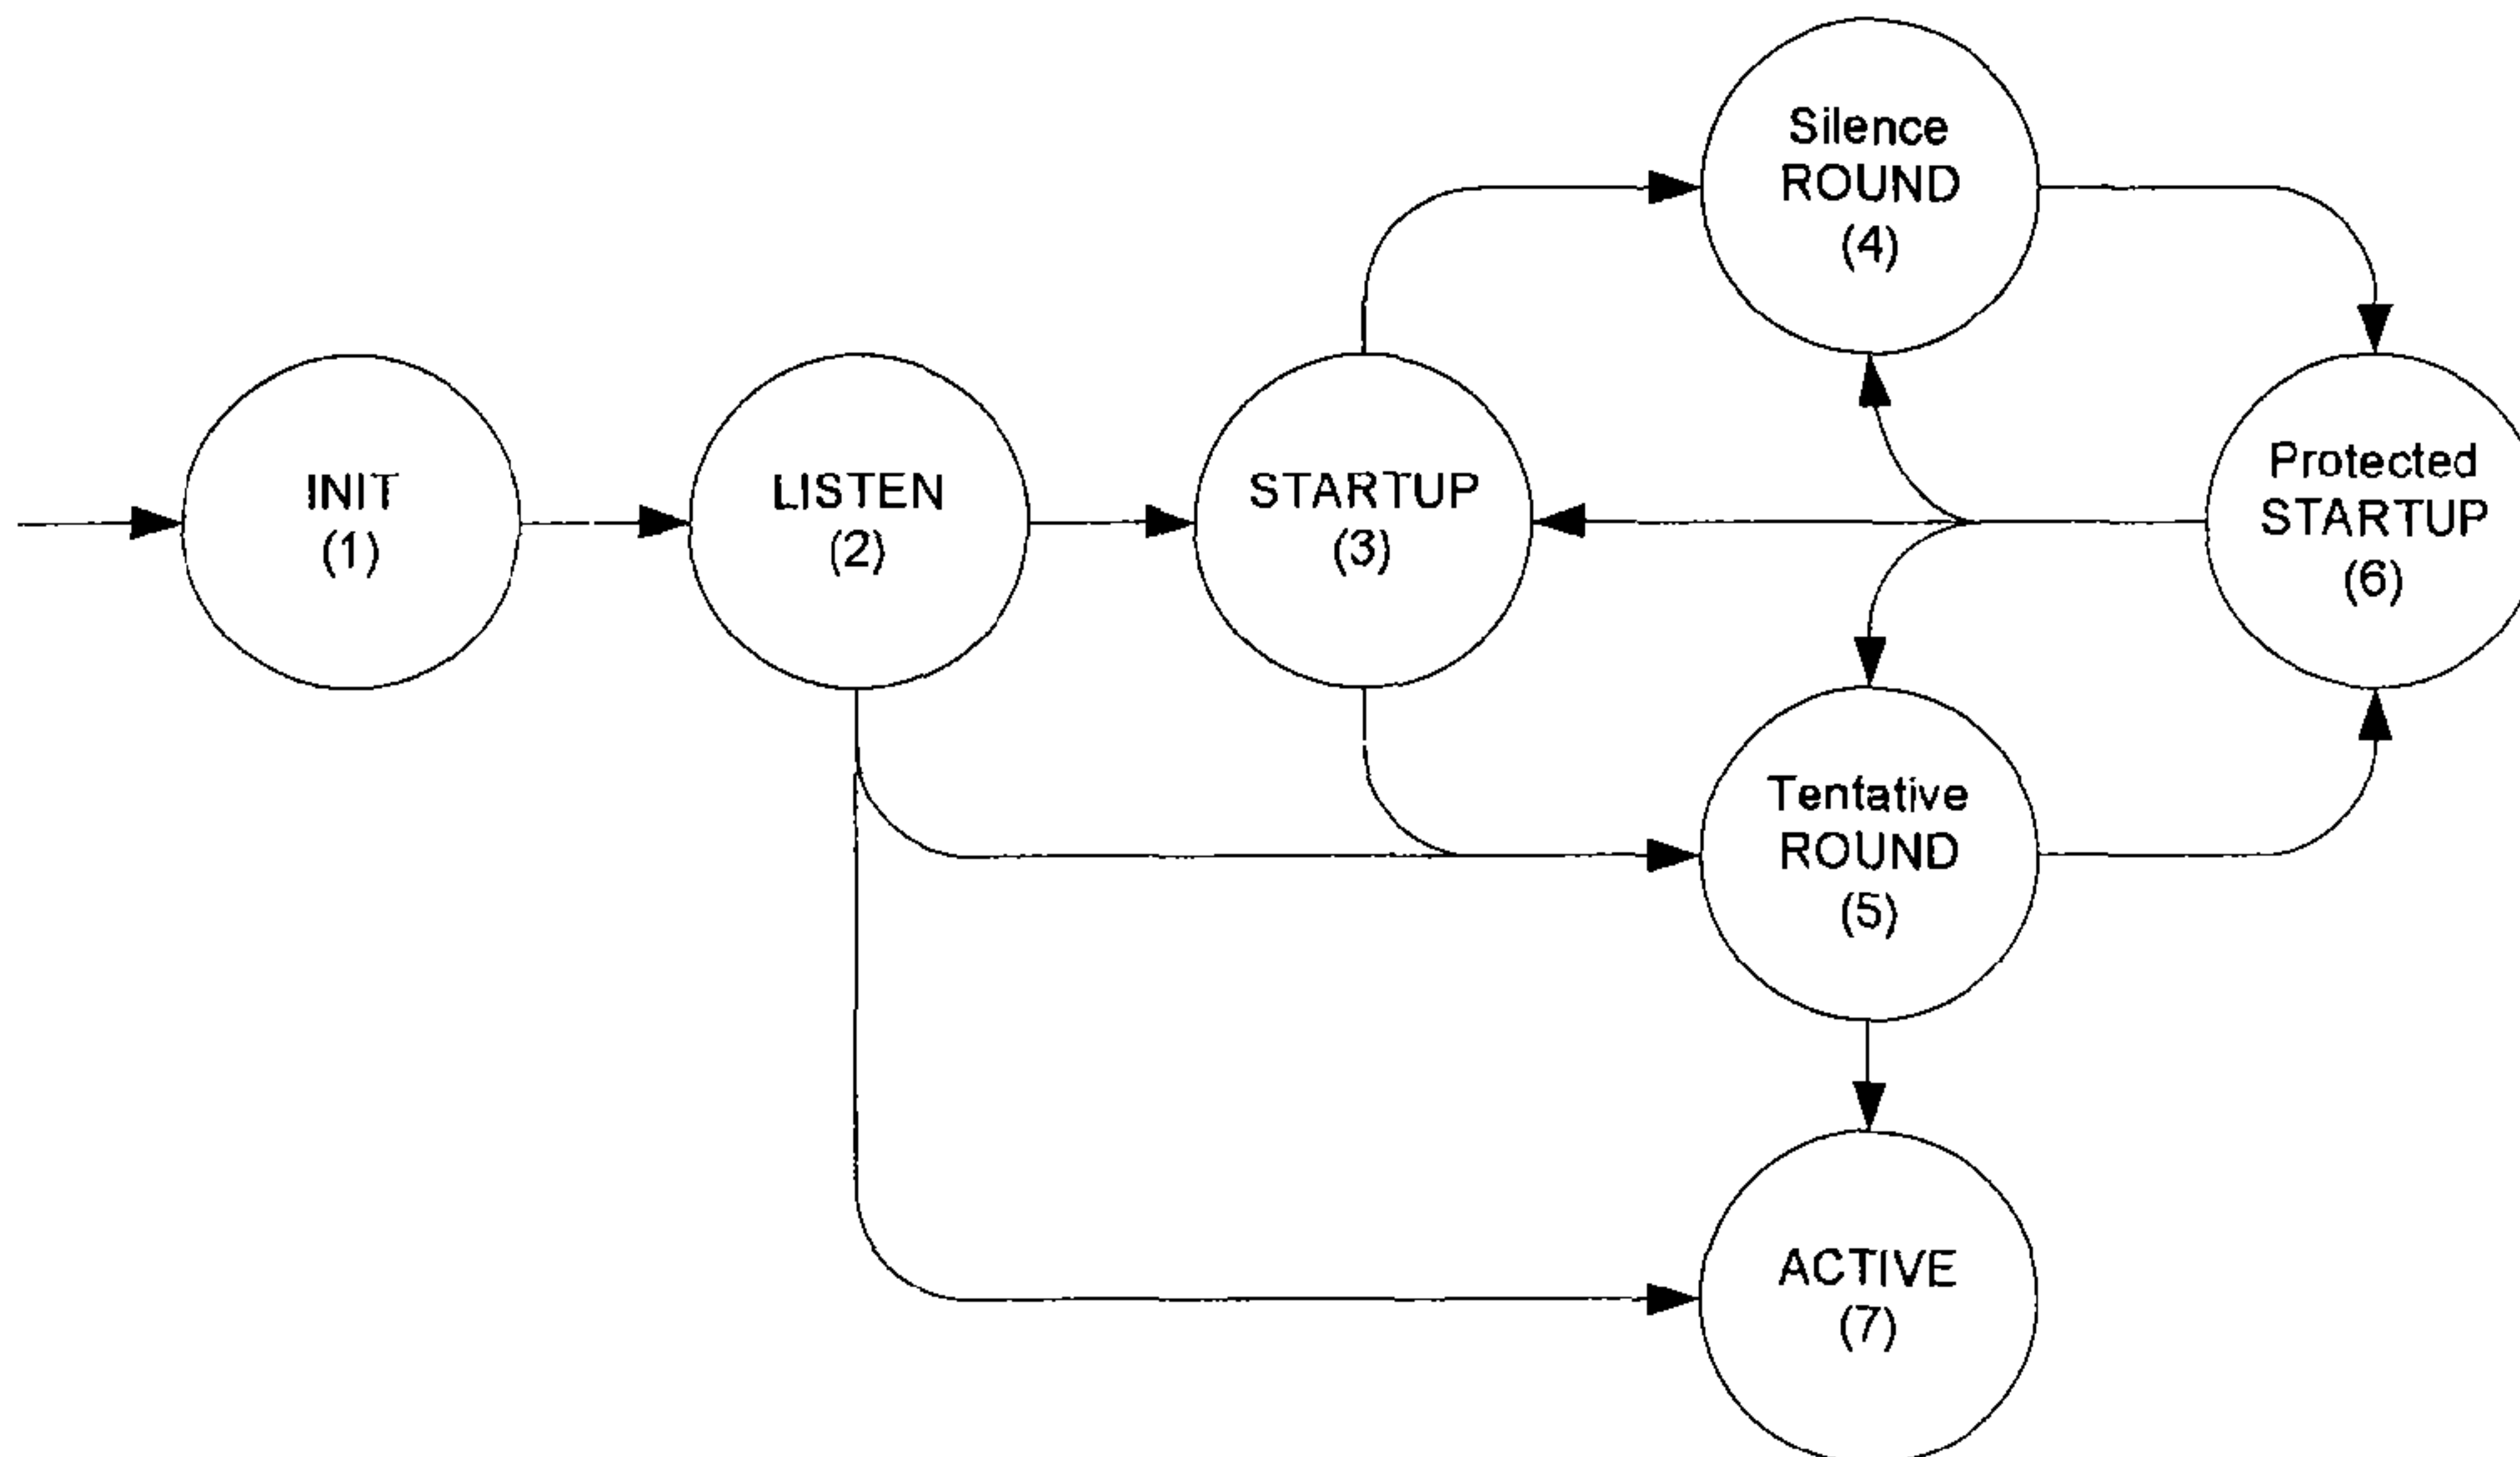 INIT
(1)
LISTEN
(2)
STARTUP
(3)
Silence
ROUND
(4)
Tentative
ROUND
(5)
Protected
STARTUP
(6)
ACTIVE
(7)